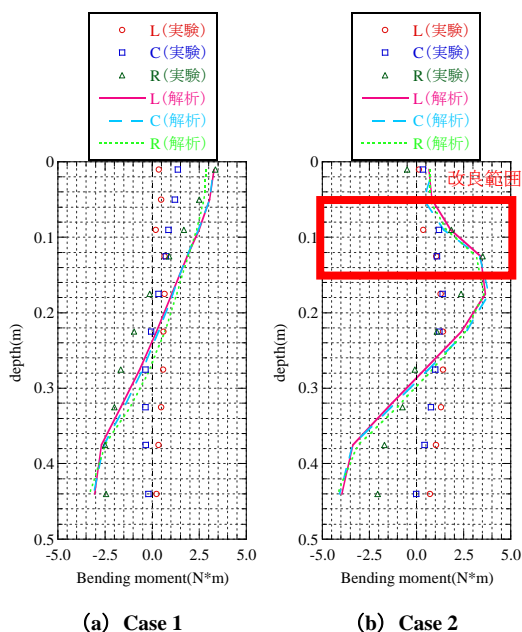 L(実験)
C(実験)
R(実験)
L(解析)
C(解析)
R(解析)
0
0.1
0.2
0.3
0.4
0.5
-5.0 -2.5 0.0 2.5 5.0
depth(m)
Bending moment(N*m)
(a) Case 1
L(実験)
C(実験)
R(実験)
L(解析)
C(解析)
R(解析)
改良範囲
0
0.1
0.2
0.3
0.4
0.5
-5.0 -2.5 0.0 2.5 5.0
depth(m)
Bending moment(N*m)
(b) Case 2